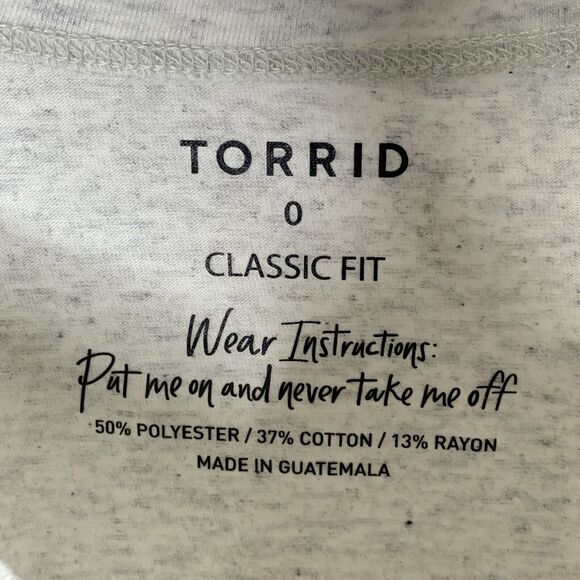 TORRID
0
CLASSIC FIT
Wear Instructions:
Put me on and never take me off
50% POLYESTER / 37% COTTON / 13% RAYON
MADE IN GUATEMALA